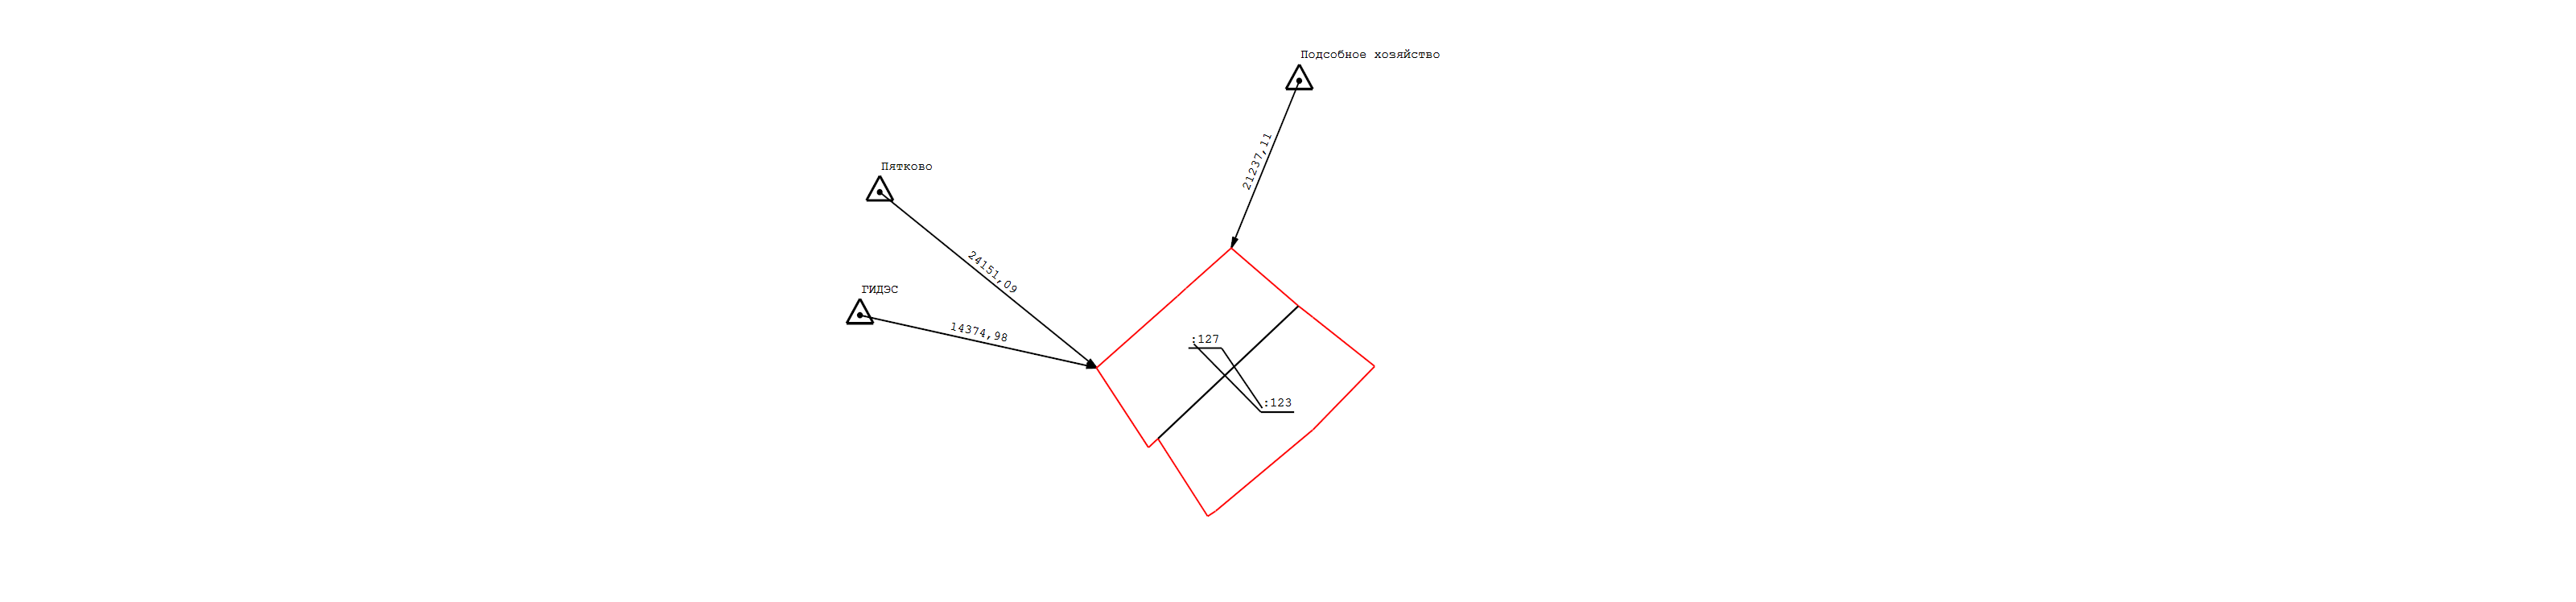 Подсобное хозяйство
21237,11
Пятково
24151,09
ГИДЭС
14374,98
:127
:123